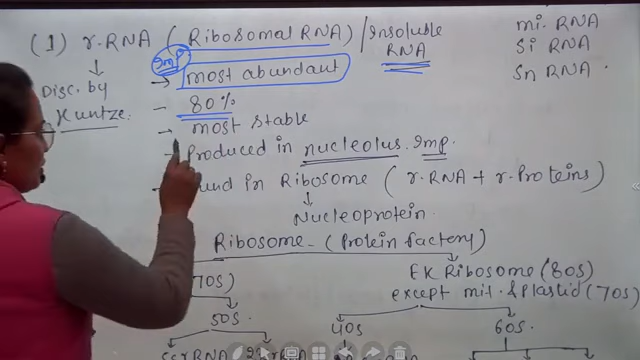 (1) r.RNA (Ribosomal RNA) / Insoluble RNA
mi. RNA
Si RNA
Sn RNA
Disc. by Kuntze.
Imp
→ most abundant
- 80%
→ most stable
Produced in nucleolus. Imp.
in Ribosome (r.RNA + r.Proteins)
↓
Nucleoprotein.
Ribosome - (Protein factory)
70S)
EK Ribosome (80S)
except mit. & Plastid (70S)
50S
40S
60S.